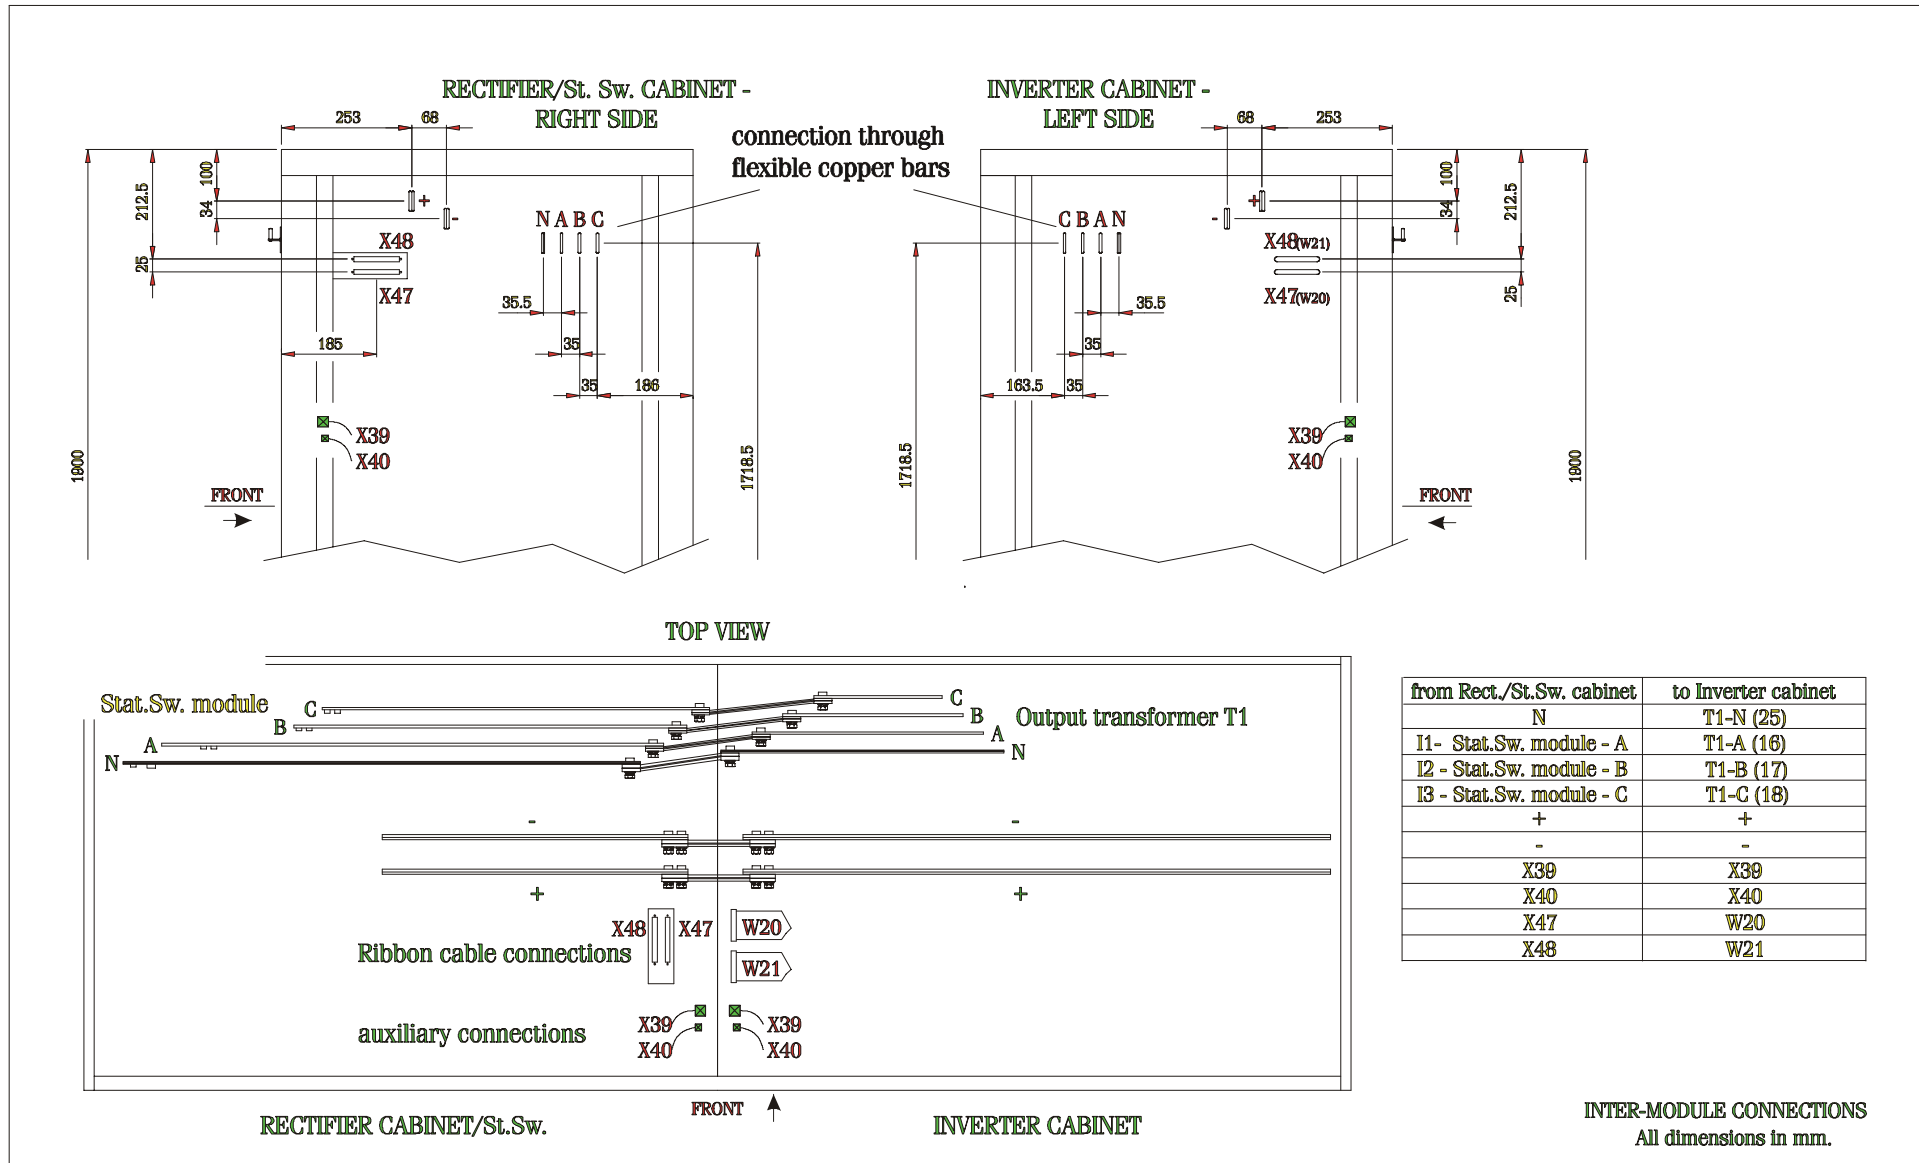 RECTIFIER/St. Sw. CABINET -
RIGHT SIDE
INVERTER CABINET -
LEFT SIDE
connection through
flexible copper bars
253
68
68
253
100
34
212.5
25
+
-
N A B C
X48
X47
35.5
35
35
186
185
X39
X40
1900
1718.5
FRONT
100
34
212.5
25
+
-
C B A N
X48(W21)
X47(W20)
35.5
35
163.5
35
X39
X40
1718.5
1900
FRONT
TOP VIEW
Stat.Sw. module
C
B
A
N
C
B
A
N
Output transformer T1
-
-
+
+
X48
X47
W20
W21
Ribbon cable connections
X39
X40
X39
X40
auxiliary connections
FRONT
RECTIFIER CABINET/St.Sw.
INVERTER CABINET
from Rect./St.Sw. cabinet to Inverter cabinet
N T1-N (25)
I1- Stat.Sw. module - A T1-A (16)
I2 - Stat.Sw. module - B T1-B (17)
I3 - Stat.Sw. module - C T1-C (18)
+ +
- -
X39 X39
X40 X40
X47 W20
X48 W21
INTER-MODULE CONNECTIONS
All dimensions in mm.